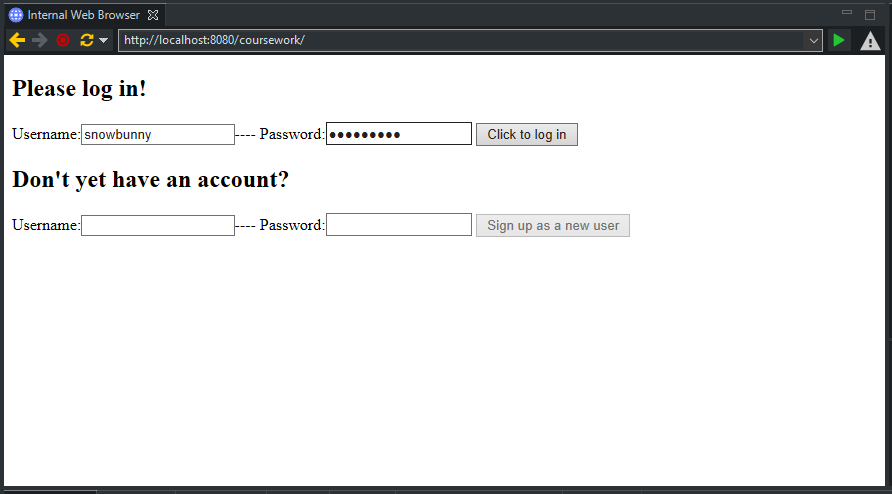 Internal Web Browser
http://localhost:8080/coursework/
Please log in!
Username: snowbunny ---- Password: ●●●●●●●●● Click to log in
Don't yet have an account?
Username: ---- Password: Sign up as a new user